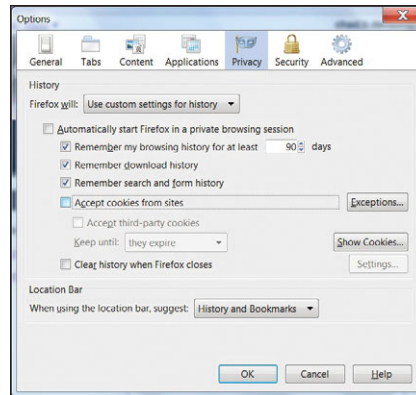 Options
General Tabs Content Applications Privacy Security Advanced
History
Firefox will: Use custom settings for history
Automatically start Firefox in a private browsing session
Remember my browsing history for at least 90 days
Remember download history
Remember search and form history
Accept cookies from sites Exceptions...
Accept third-party cookies
Keep until: they expire Show Cookies...
Clear history when Firefox closes Settings...
Location Bar
When using the location bar, suggest: History and Bookmarks
OK Cancel Help